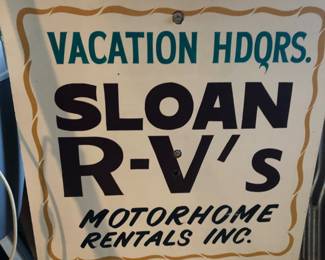 VACATION HDQRS.
SLOAN
R-V's
MOTORHOME
RENTALS INC.